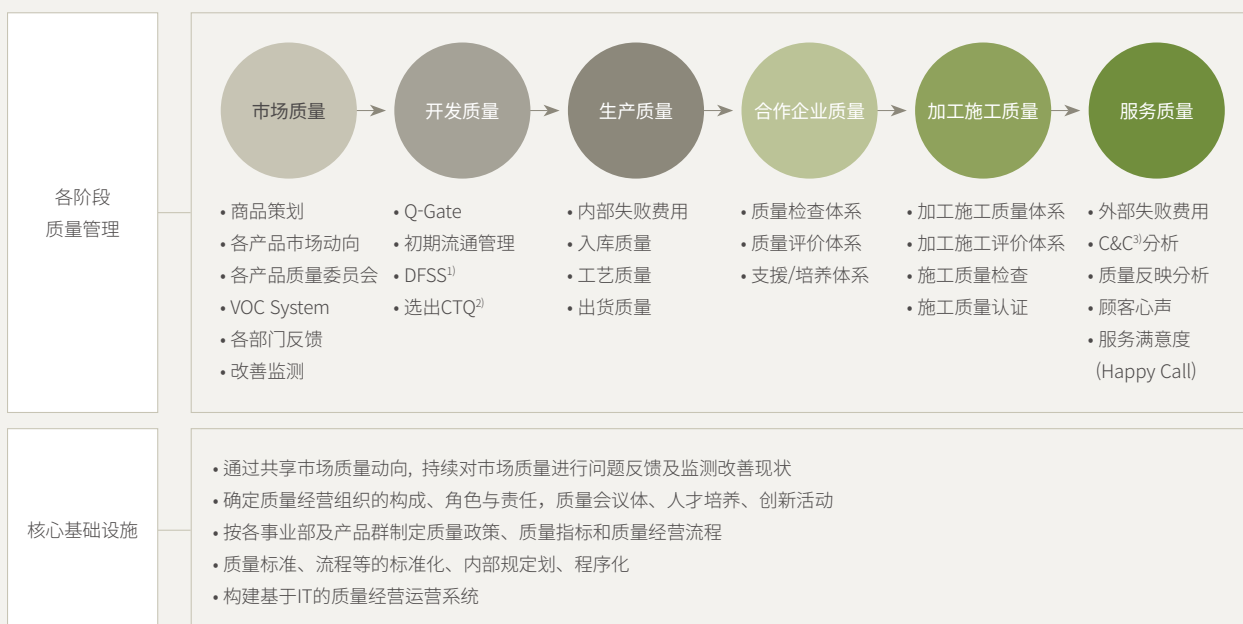 各阶段
质量管理
市场质量
开发质量
生产质量
合作企业质量
加工施工质量
服务质量
• 商品策划
• 各产品市场动向
• 各产品质量委员会
• VOC System
• 各部门反馈
• 改善监测
• Q-Gate
• 初期流通管理
• DFSS1)
• 选出CTQ2)
• 内部失败费用
• 入库质量
• 工艺质量
• 出货质量
• 质量检查体系
• 质量评价体系
• 支援/培养体系
• 加工施工质量体系
• 加工施工评价体系
• 施工质量检查
• 施工质量认证
• 外部失败费用
• C&C3)分析
• 质量反映分析
• 顾客心声
• 服务满意度
(Happy Call)
核心基础设施
• 通过共享市场质量动向, 持续对市场质量进行问题反馈及监测改善现状
• 确定质量经营组织的构成、角色与责任，质量会议体、人才培养、创新活动
• 按各事业部及产品群制定质量政策、质量指标和质量经营流程
• 质量标准、流程等的标准化、内部规定划、程序化
• 构建基于IT的质量经营运营系统